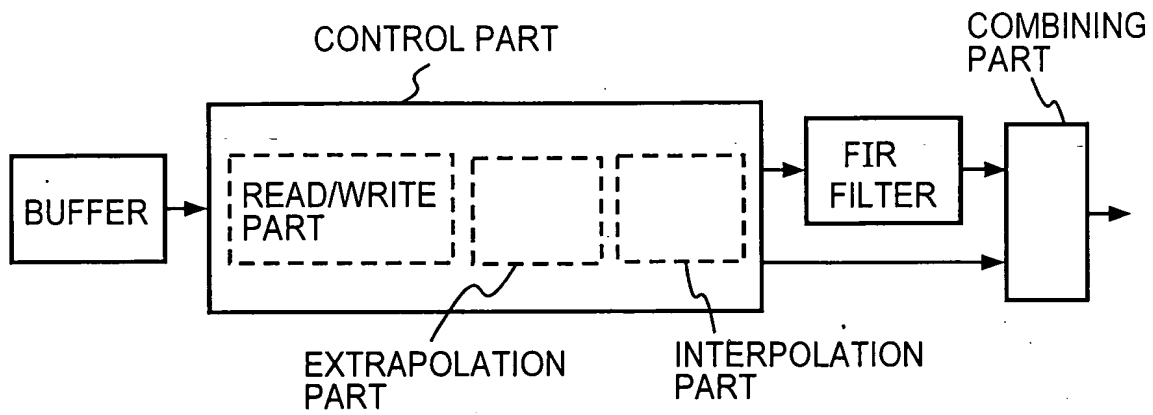 CONTROL PART
COMBINING
PART
FIR
FILTER
BUFFER
READ/WRITE
PART
EXTRAPOLATION
PART
INTERPOLATION
PART